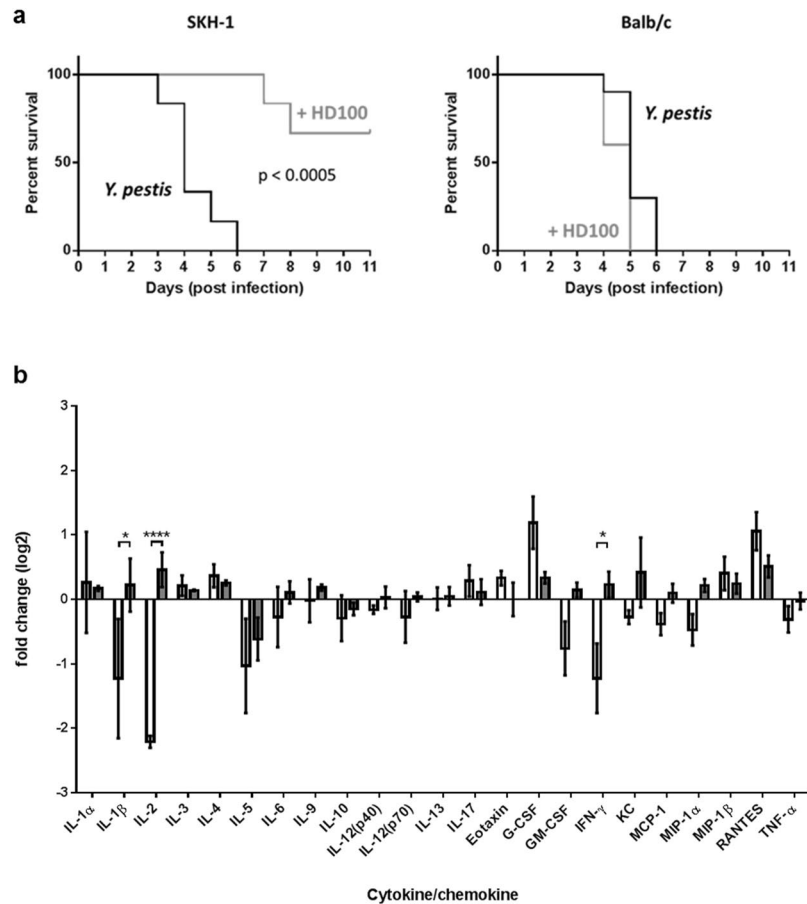 a
SKH-1
Balb/c
Percent survival
100
50
0
Y. pestis
+ HD100
p < 0.0005
0 1 2 3 4 5 6 7 8 9 10 11
Days (post infection)
Percent survival
100
50
0
Y. pestis
+ HD100
0 1 2 3 4 5 6 7 8 9 10 11
Days (post infection)
b
fold change (log2)
3
2
1
0
-1
-2
-3
*
****
*
IL-1α
IL-1β
IL-2
IL-3
IL-4
IL-5
IL-6
IL-9
IL-10
IL-12(p40)
IL-12(p70)
IL-13
IL-17
Eotaxin
G-CSF
GM-CSF
IFN-γ
KC
MCP-1
MIP-1α
MIP-1β
RANTES
TNF-α
Cytokine/chemokine